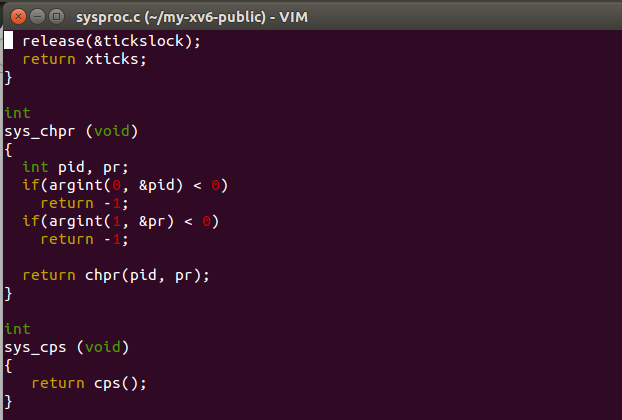 sysproc.c (~/my-xv6-public) - VIM
  release(&tickslock);
  return xticks;
}

int
sys_chpr (void)
{
  int pid, pr;
  if(argint(0, &pid) < 0)
    return -1;
  if(argint(1, &pr) < 0)
    return -1;

  return chpr(pid, pr);
}

int
sys_cps (void)
{
   return cps();
}